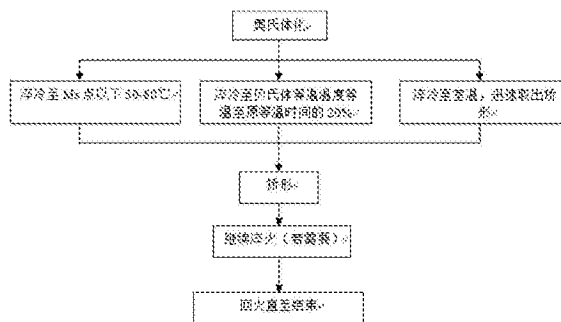 奥氏体化
淬冷至Ms点以下50-80℃
淬冷至贝氏体等温温度等
温至原等温时间的20%
淬冷至室温，迅速取出矫
形
矫形
继续淬火（若需要）
回火直至结束